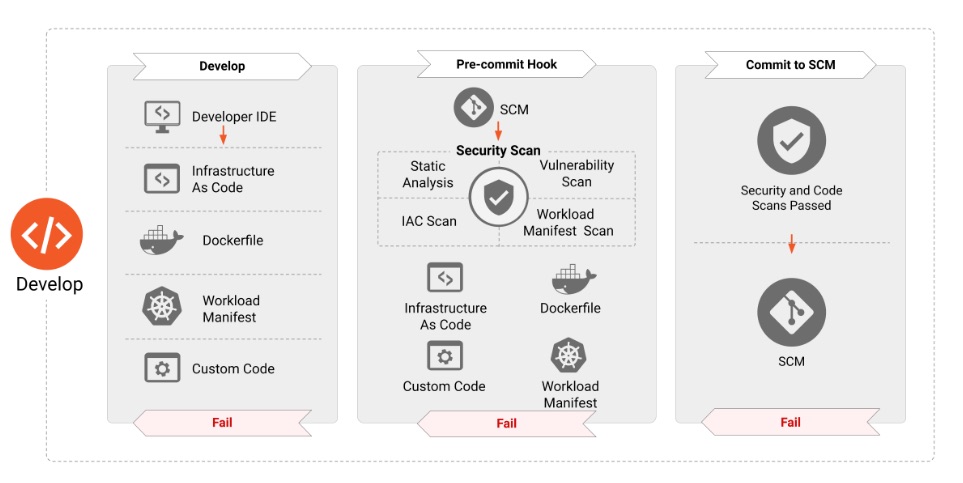 Develop
Develop
Developer IDE
Infrastructure
As Code
Dockerfile
Workload
Manifest
Custom Code
Fail
Pre-commit Hook
SCM
Security Scan
Static
Analysis
Vulnerability
Scan
IAC Scan
Workload
Manifest Scan
Infrastructure
As Code
Dockerfile
Custom Code
Workload
Manifest
Fail
Commit to SCM
Security and Code
Scans Passed
SCM
Fail